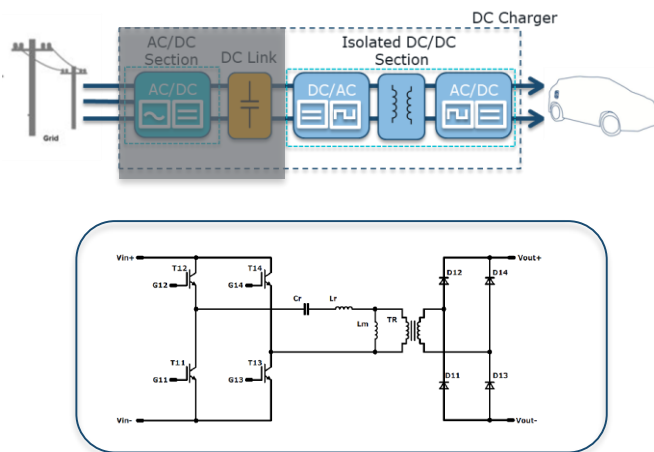 DC Charger
AC/DC
Section
DC Link
Isolated DC/DC
Section
AC/DC
DC/AC
AC/DC
Grid
Vin+
T12
T14
G12
G14
Cr
Lr
Lm
TR
D12
D14
Vout+
T11
T13
G11
G13
D11
D13
Vin-
Vout-